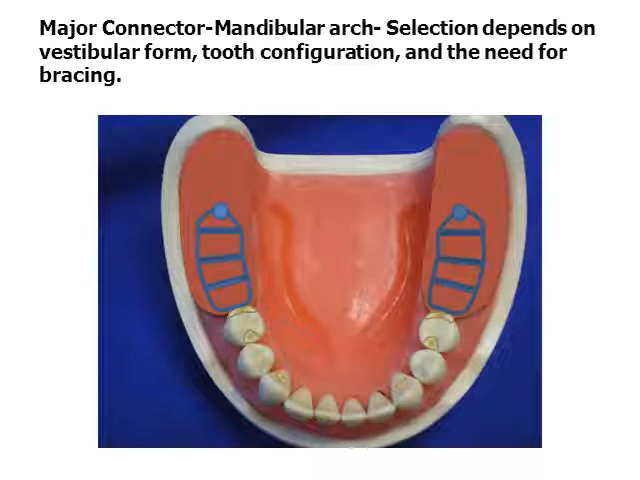 Major Connector-Mandibular arch- Selection depends on
vestibular form, tooth configuration, and the need for
bracing.